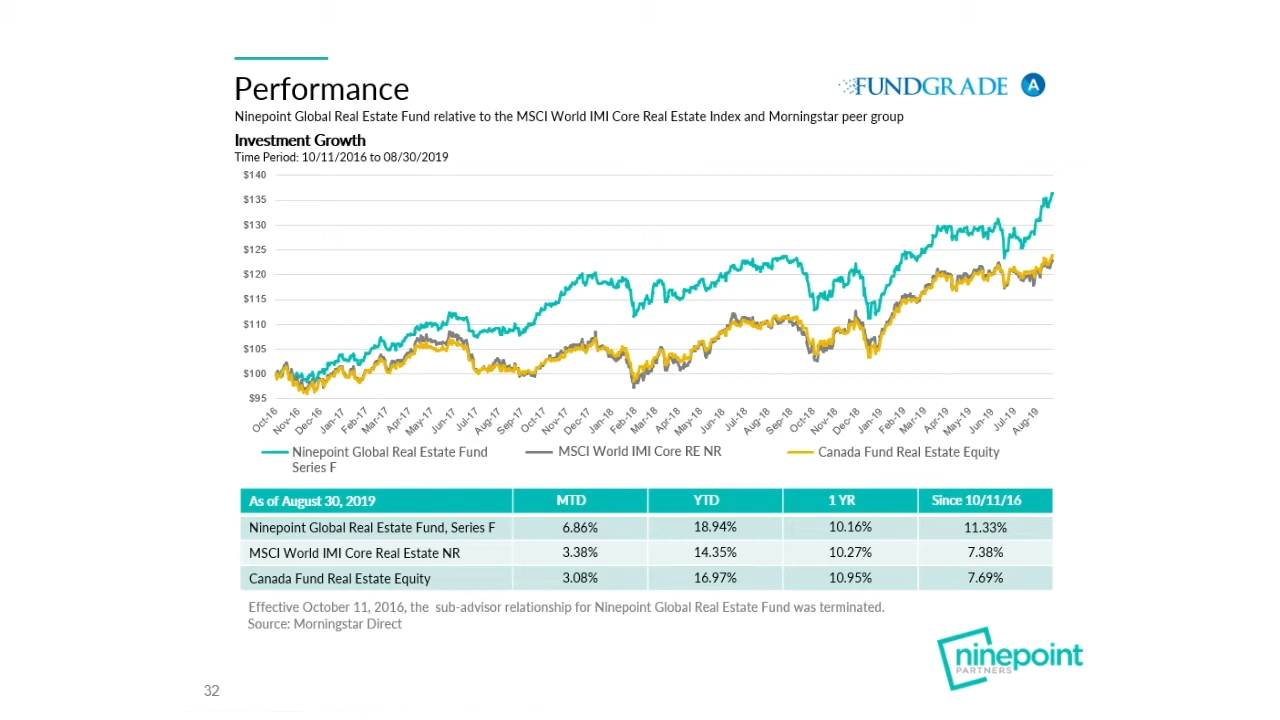 Performance
FUNDGRADE A
Ninepoint Global Real Estate Fund relative to the MSCI World IMI Core Real Estate Index and Morningstar peer group
Investment Growth
Time Period: 10/11/2016 to 08/30/2019
$140
$135
$130
$125
$120
$115
$110
$105
$100
$95
Oct-16 Nov-16 Dec-16 Jan-17 Feb-17 Mar-17 Apr-17 May-17 Jun-17 Jul-17 Aug-17 Sep-17 Oct-17 Nov-17 Dec-17 Jan-18 Feb-18 Mar-18 Apr-18 May-18 Jun-18 Jul-18 Aug-18 Sep-18 Oct-18 Nov-18 Dec-18 Jan-19 Feb-19 Mar-19 Apr-19 May-19 Jun-19 Jul-19 Aug-19
Ninepoint Global Real Estate Fund MSCI World IMI Core RE NR Canada Fund Real Estate Equity
Series F
As of August 30, 2019 MTD YTD 1 YR Since 10/11/16
Ninepoint Global Real Estate Fund, Series F 6.86% 18.94% 10.16% 11.33%
MSCI World IMI Core Real Estate NR 3.38% 14.35% 10.27% 7.38%
Canada Fund Real Estate Equity 3.08% 16.97% 10.95% 7.69%
Effective October 11, 2016, the sub-advisor relationship for Ninepoint Global Real Estate Fund was terminated.
Source: Morningstar Direct
ninepoint
PARTNERS
32